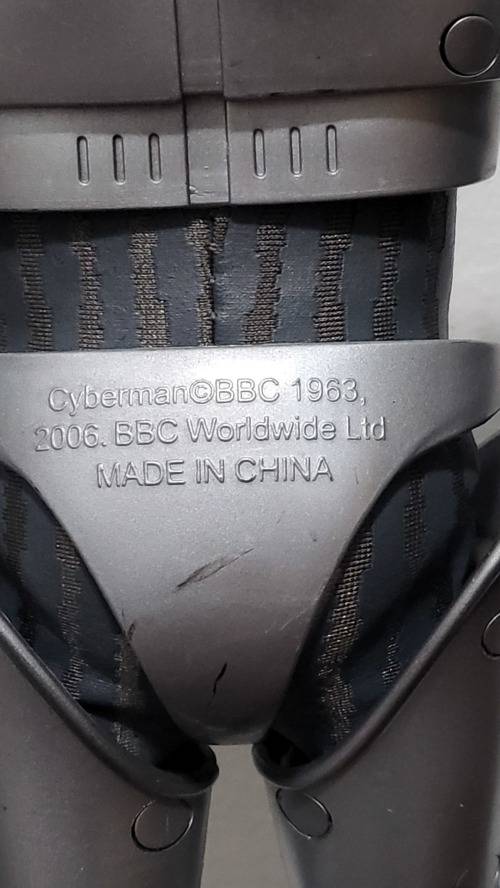 Cyberman©BBC 1963,
2006. BBC Worldwide Ltd
MADE IN CHINA